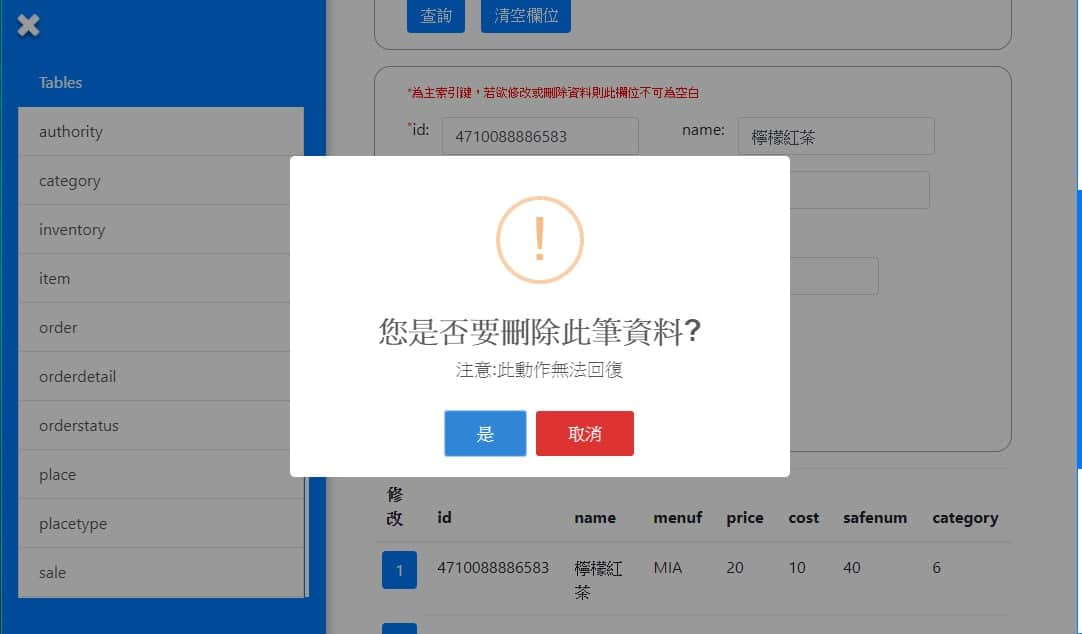 查詢 清空欄位
Tables
authority
category
inventory
item
order
orderdetail
orderstatus
place
placetype
sale
*為主索引鍵，若欲修改或刪除資料則此欄位不可為空白
*id: 4710088886583 name: 檸檬紅茶
!
您是否要刪除此筆資料?
注意:此動作無法回復
是 取消
修改 id name menuf price cost safenum category
1 4710088886583 檸檬紅茶 MIA 20 10 40 6